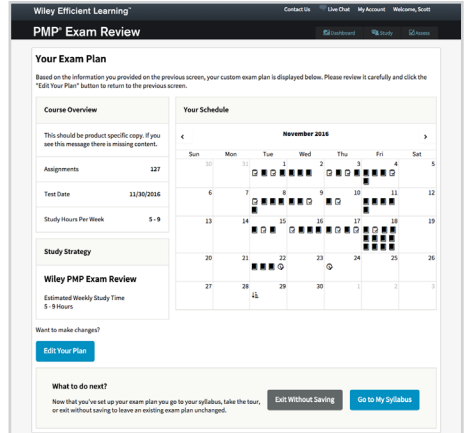 Wiley Efficient Learning™
Contact Us Live Chat My Account Welcome, Scott
PMP® Exam Review
Dashboard Study Assess
Your Exam Plan
Based on the information you provided on the previous screen, your custom exam plan is displayed below. Please review it carefully and click the
"Edit Your Plan" button to return to the previous screen.
Course Overview
This should be product specific copy. If you
see this message there is missing content.
Assignments 127
Test Date 11/30/2016
Study Hours Per Week 5 - 9
Study Strategy
Wiley PMP Exam Review
Estimated Weekly Study Time
5 - 9 Hours
Your Schedule
‹ November 2016 ›
Sun Mon Tue Wed Thu Fri Sat
30 31 1 2 3 4 5
6 7 8 9 10 11 12
13 14 15 16 17 18 19
20 21 22 23 24 25 26
27 28 29 30 1 2 3
Want to make changes?
Edit Your Plan
What to do next?
Now that you've set up your exam plan you go to your syllabus, take the tour,
or exit without saving to leave an existing exam plan unchanged.
Exit Without Saving
Go to My Syllabus